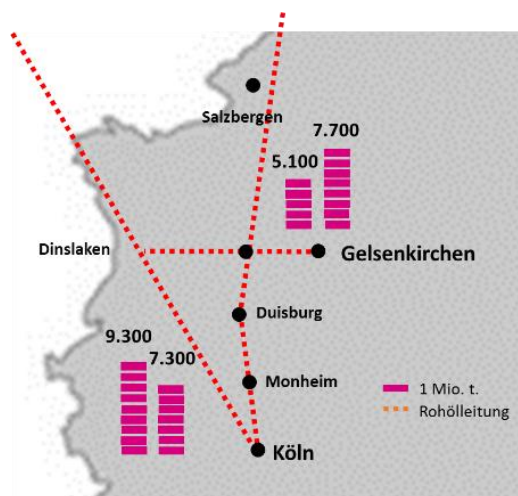 Salzbergen
7.700
5.100
Dinslaken
Gelsenkirchen
Duisburg
9.300
7.300
Monheim
1 Mio. t.
Rohölleitung
Köln